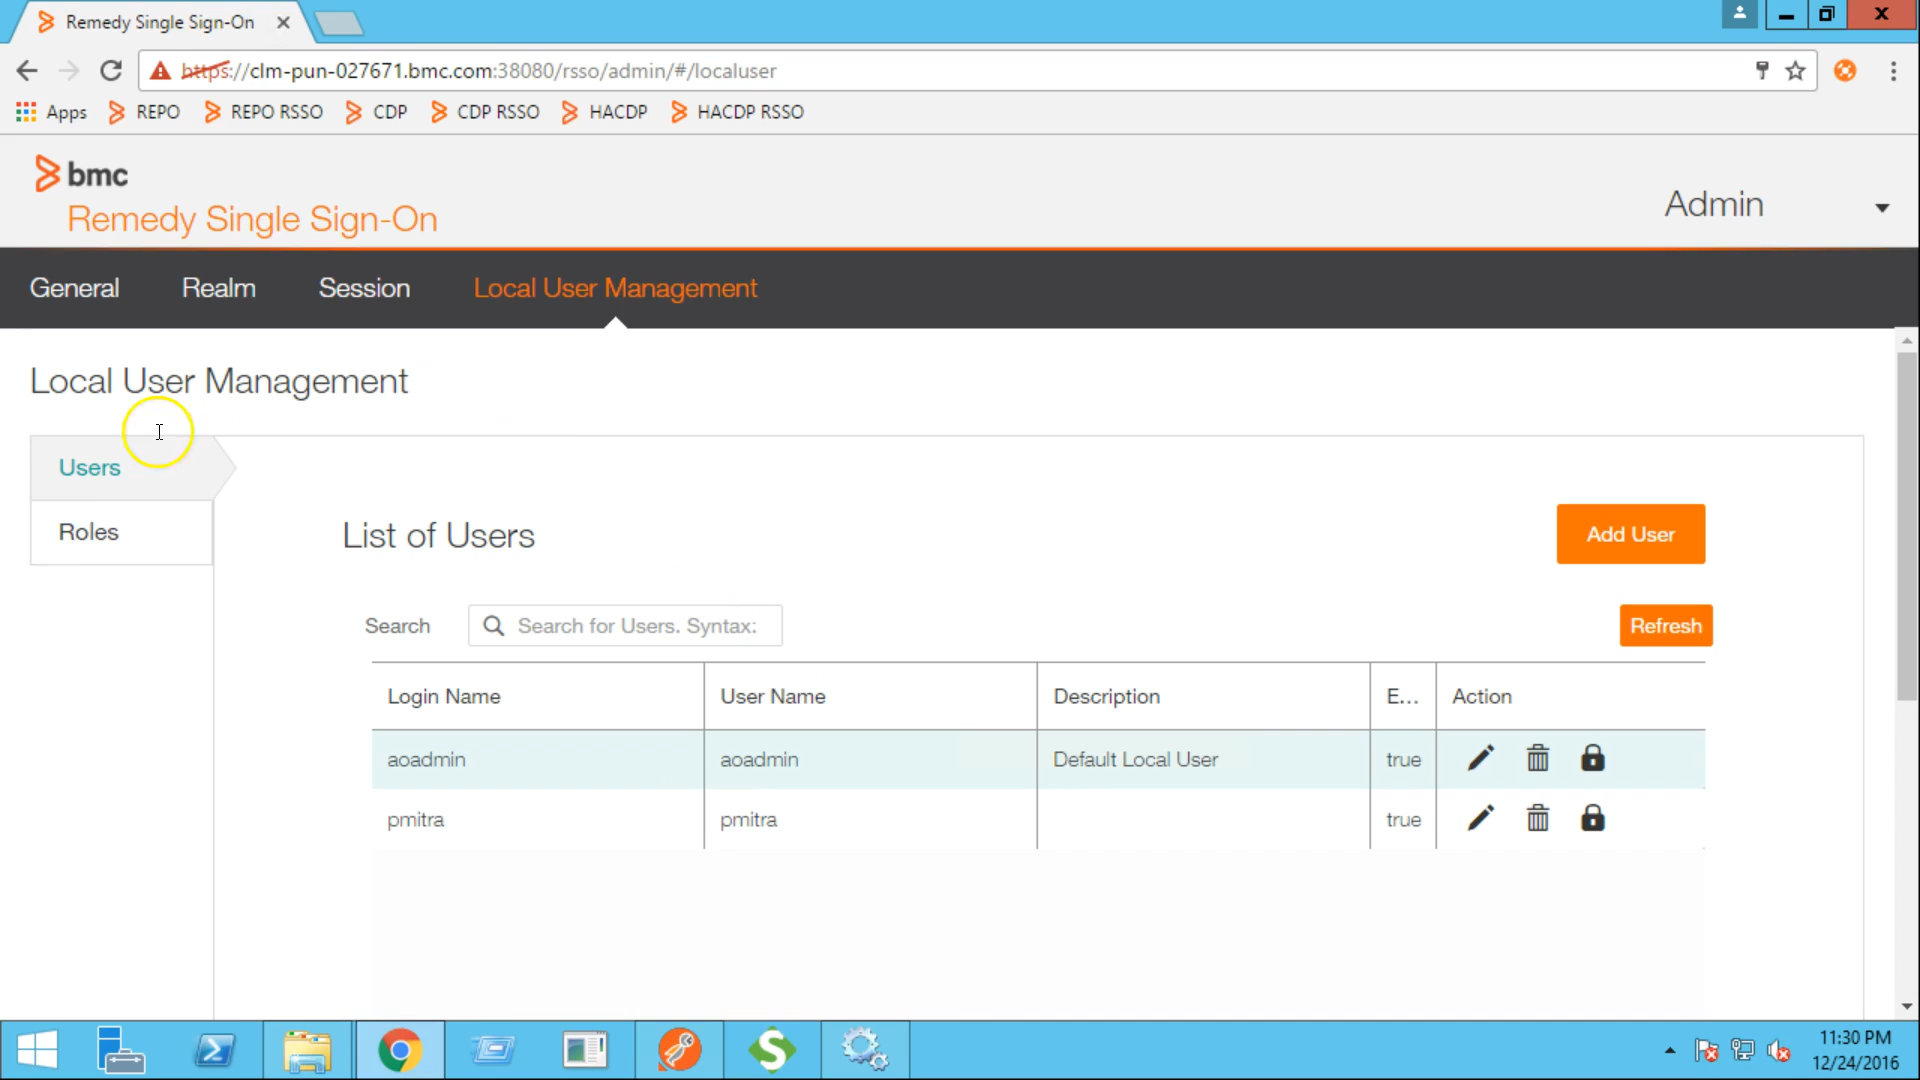 Remedy Single Sign-On
https://clm-pun-027671.bmc.com:38080/rsso/admin/#/localuser
Apps REPO REPO RSSO CDP CDP RSSO HACDP HACDP RSSO
bmc
Remedy Single Sign-On
Admin
General Realm Session Local User Management
Local User Management
Users
Roles
List of Users
Add User
Search Search for Users. Syntax: Refresh
Login Name User Name Description E... Action
aoadmin aoadmin Default Local User true
pmitra pmitra true
11:30 PM
12/24/2016